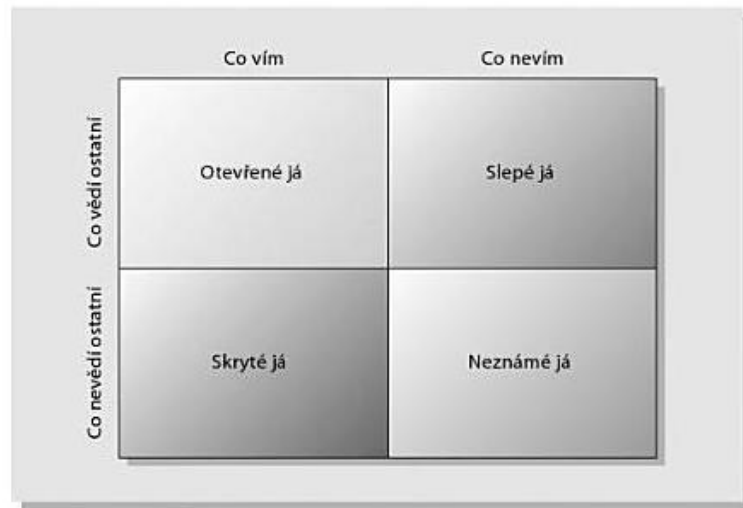 Co vím
Co nevím
Co vědí ostatní
Otevřené já
Slepé já
Co nevědí ostatní
Skryté já
Neznámé já